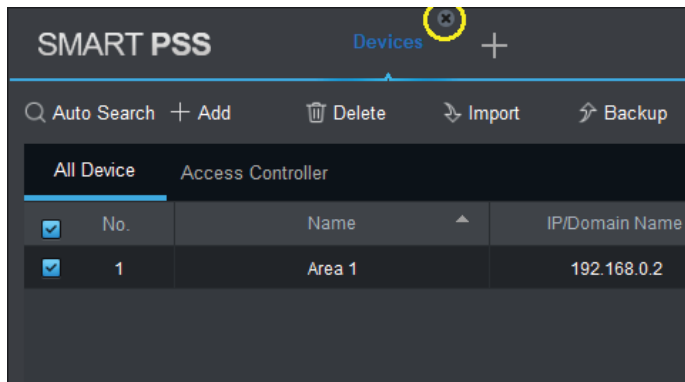 SMART PSS Devices
Auto Search Add Delete Import Backup
All Device Access Controller
No. Name IP/Domain Name
1 Area 1 192.168.0.2